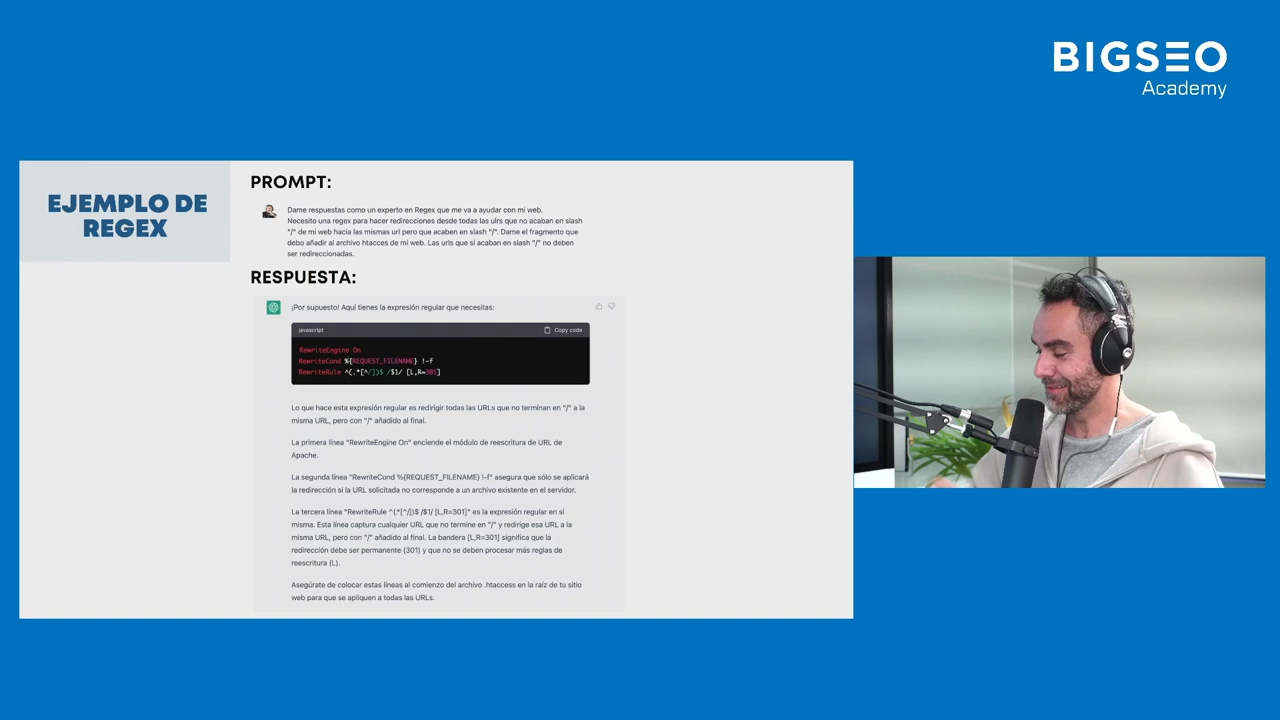 BIGSEO
Academy
EJEMPLO DE
REGEX
PROMPT:
Dame respuestas como un experto en Regex que me va a ayudar con mi web.
Necesito una regex para hacer redirecciones desde todas las ulrs que no acaban en slash
"/" de mi web hacia las mismas url pero que acaben en slash "/". Dame el fragmento que
debo añadir al archivo htacces de mi web. Las urls que sí acaban en slash "/" no deben
ser redireccionadas.
RESPUESTA:
¡Por supuesto! Aquí tienes la expresión regular que necesitas:
javascript
Copy code
RewriteEngine On
RewriteCond %{REQUEST_FILENAME} !-f
RewriteRule ^(.*[^/])$ /$1/ [L,R=301]
Lo que hace esta expresión regular es redirigir todas las URLs que no terminan en "/" a la
misma URL, pero con "/" añadido al final.
La primera línea "RewriteEngine On" enciende el módulo de reescritura de URL de
Apache.
La segunda línea "RewriteCond %{REQUEST_FILENAME} !-f" asegura que sólo se aplicará
la redirección si la URL solicitada no corresponde a un archivo existente en el servidor.
La tercera línea "RewriteRule ^(.*[^/])$ /$1/ [L,R=301]" es la expresión regular en sí
misma. Esta línea captura cualquier URL que no termine en "/" y redirige esa URL a la
misma URL, pero con "/" añadido al final. La bandera [L,R=301] significa que la
redirección debe ser permanente (301) y que no se deben procesar más reglas de
reescritura (L).
Asegúrate de colocar estas líneas al comienzo del archivo .htaccess en la raíz de tu sitio
web para que se apliquen a todas las URLs.